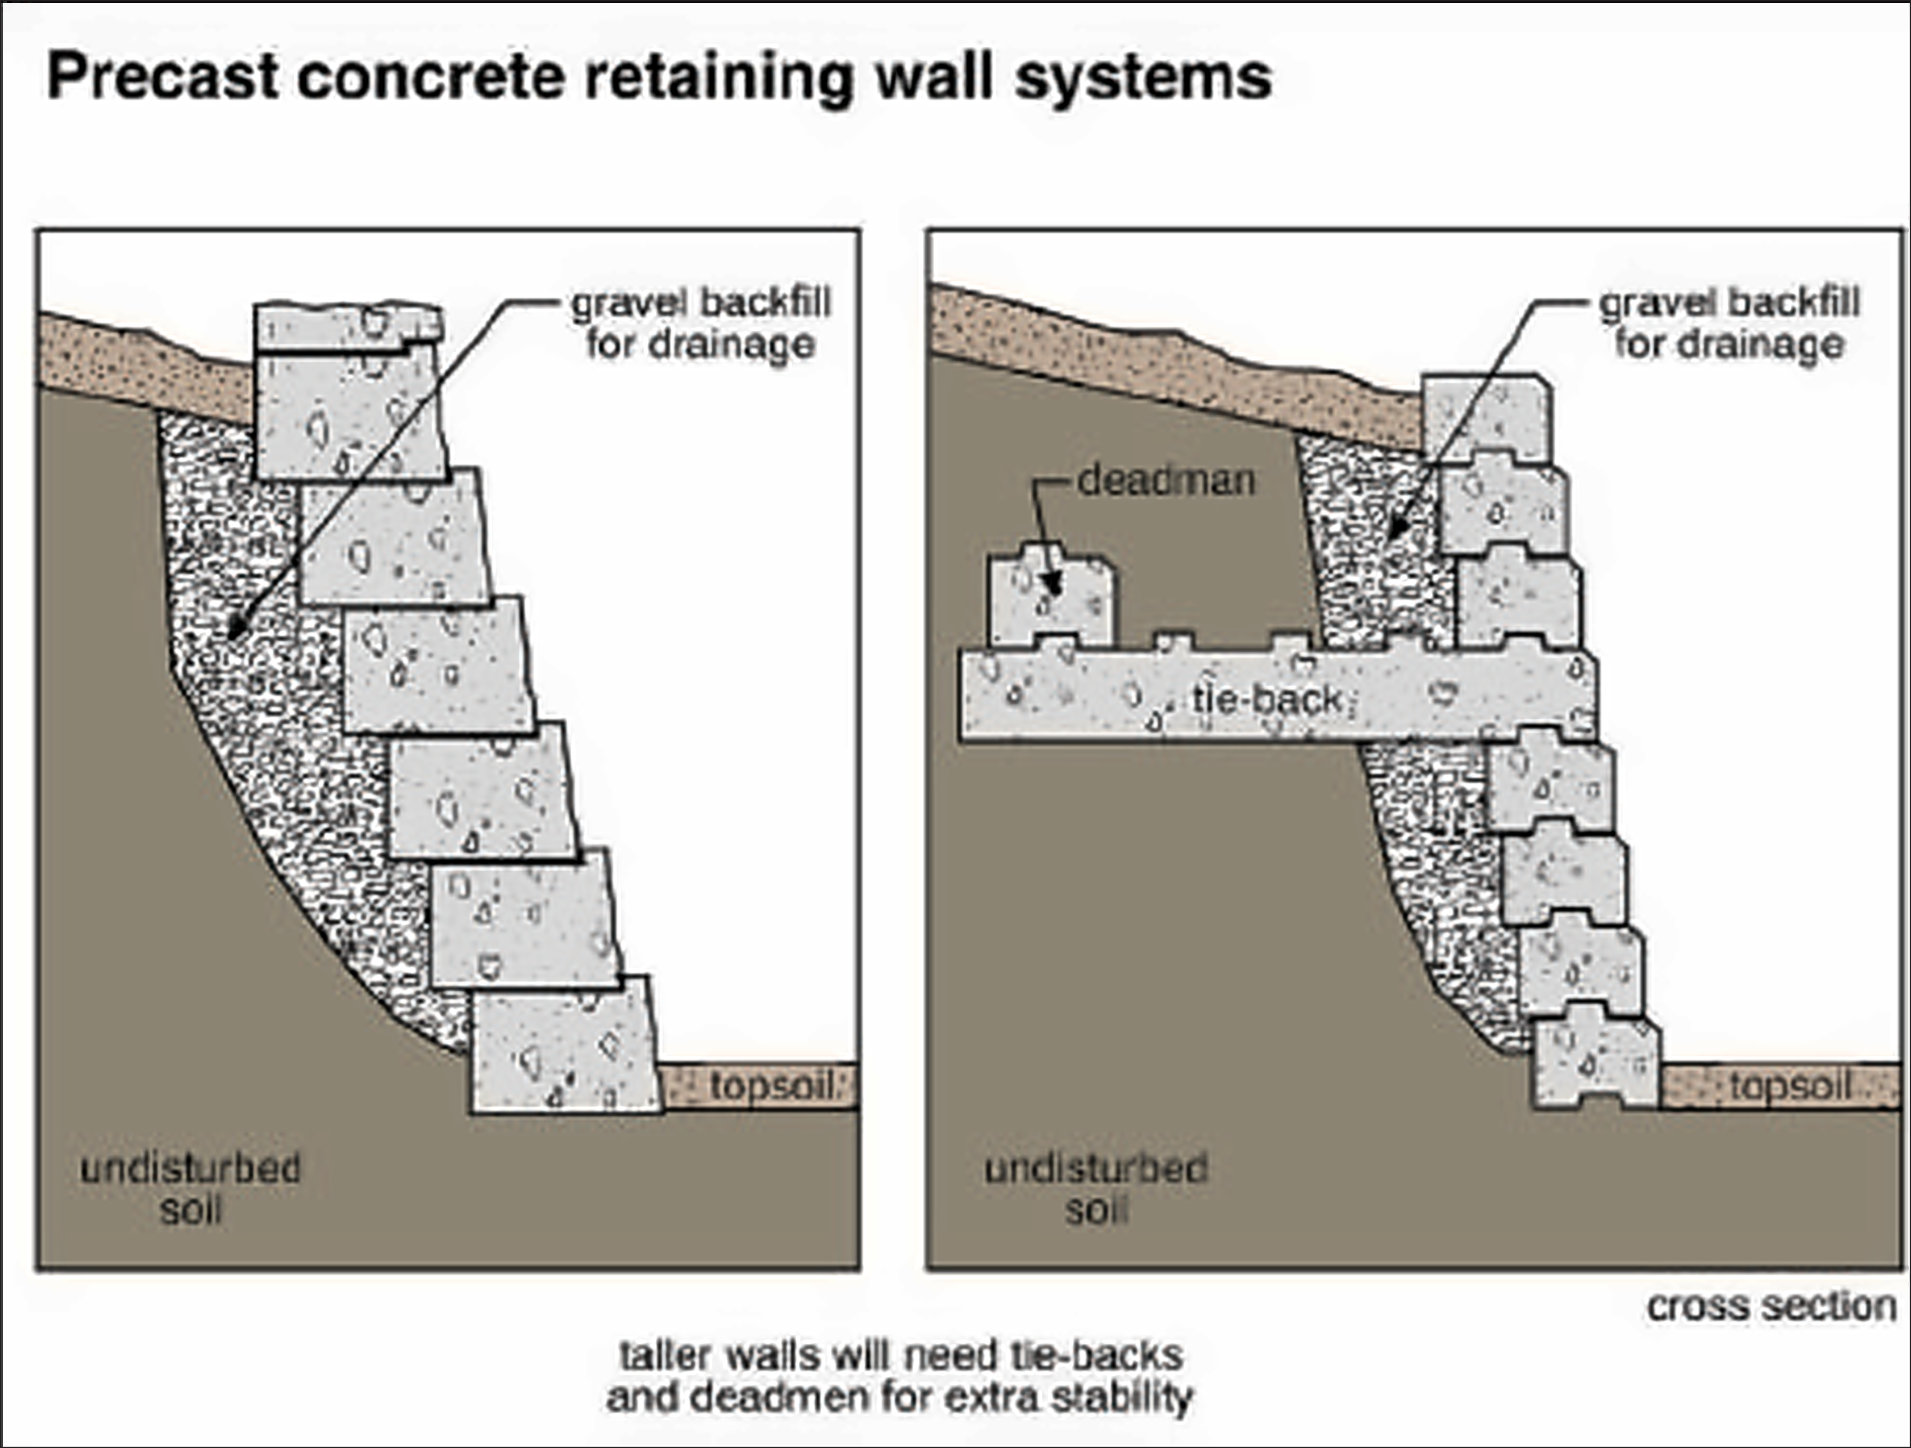 Precast concrete retaining wall systems
gravel backfill
for drainage
topsoil
undisturbed
soil
gravel backfill
for drainage
deadman
tie-back
topsoil
undisturbed
soil
cross section
taller walls will need tie-backs
and deadmen for extra stability